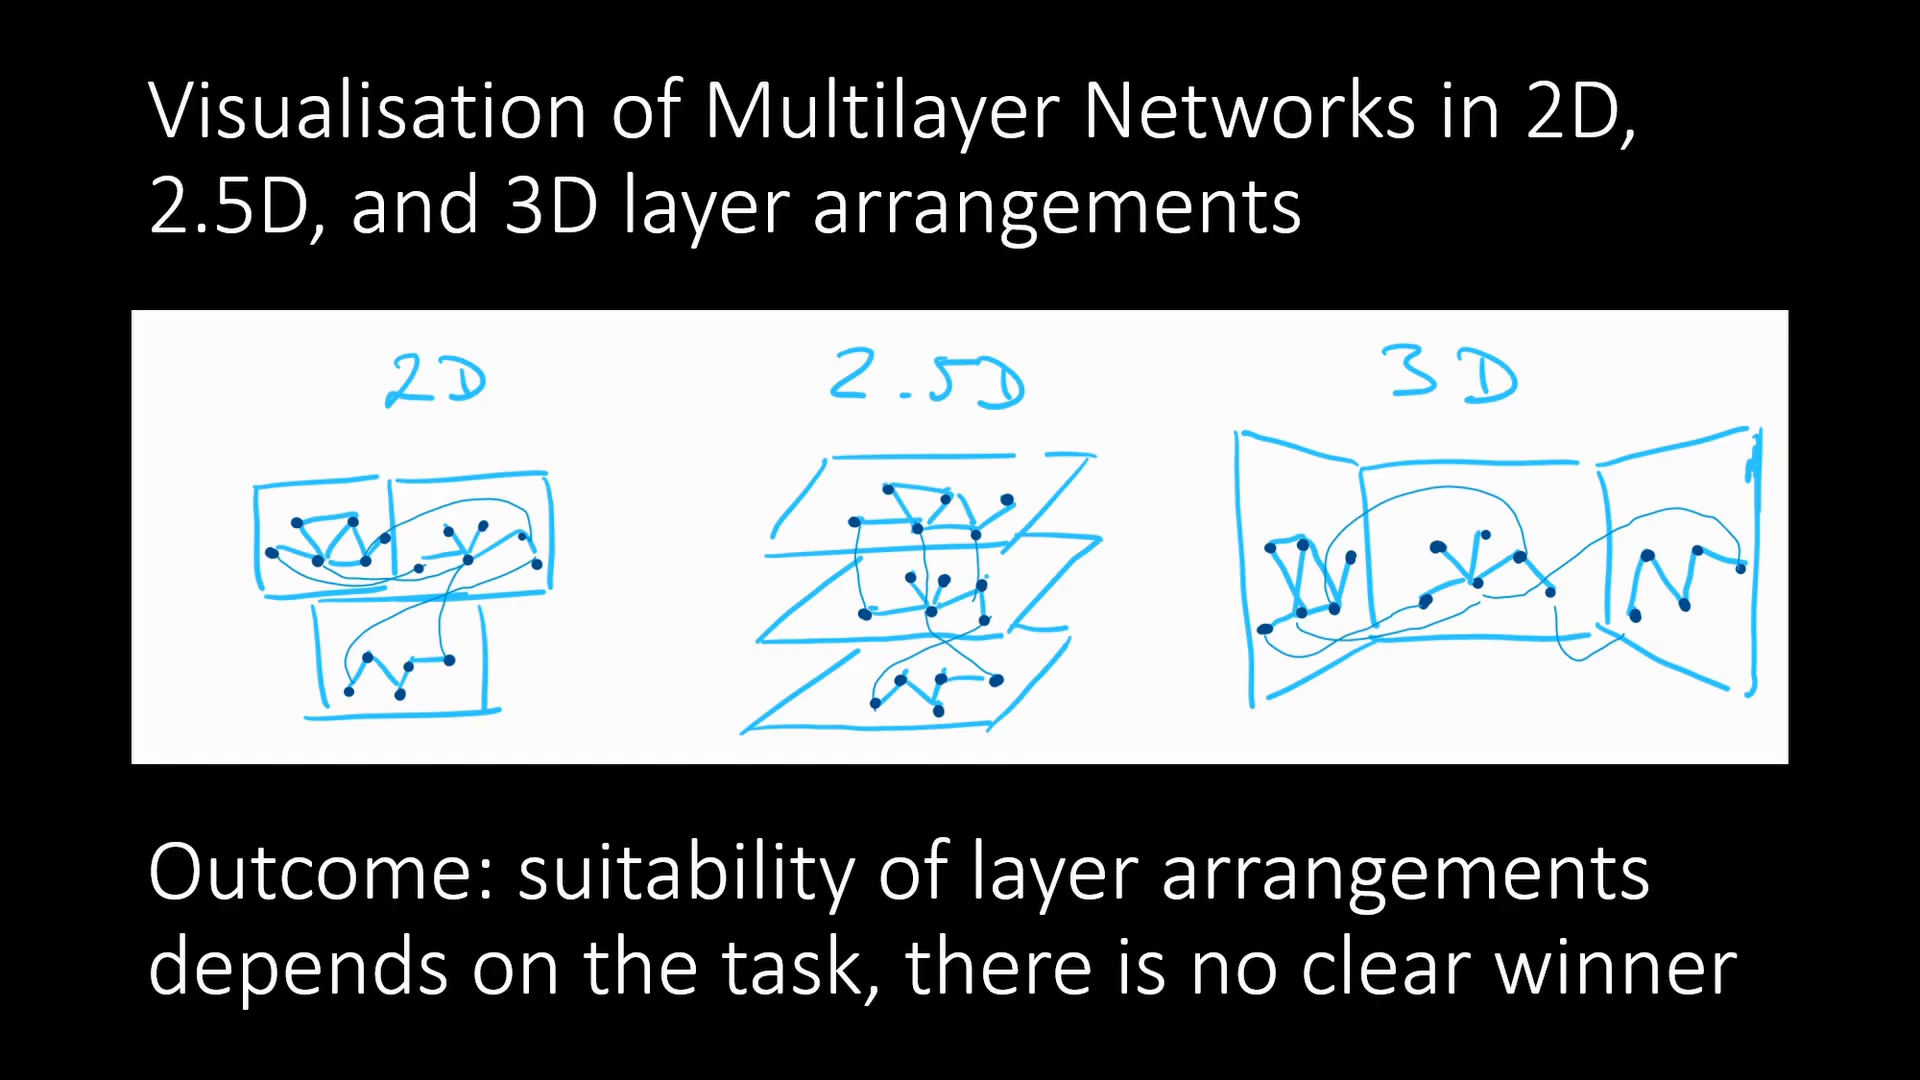 Visualisation of Multilayer Networks in 2D,
2.5D, and 3D layer arrangements
2D 2.5D 3D
Outcome: suitability of layer arrangements
depends on the task, there is no clear winner